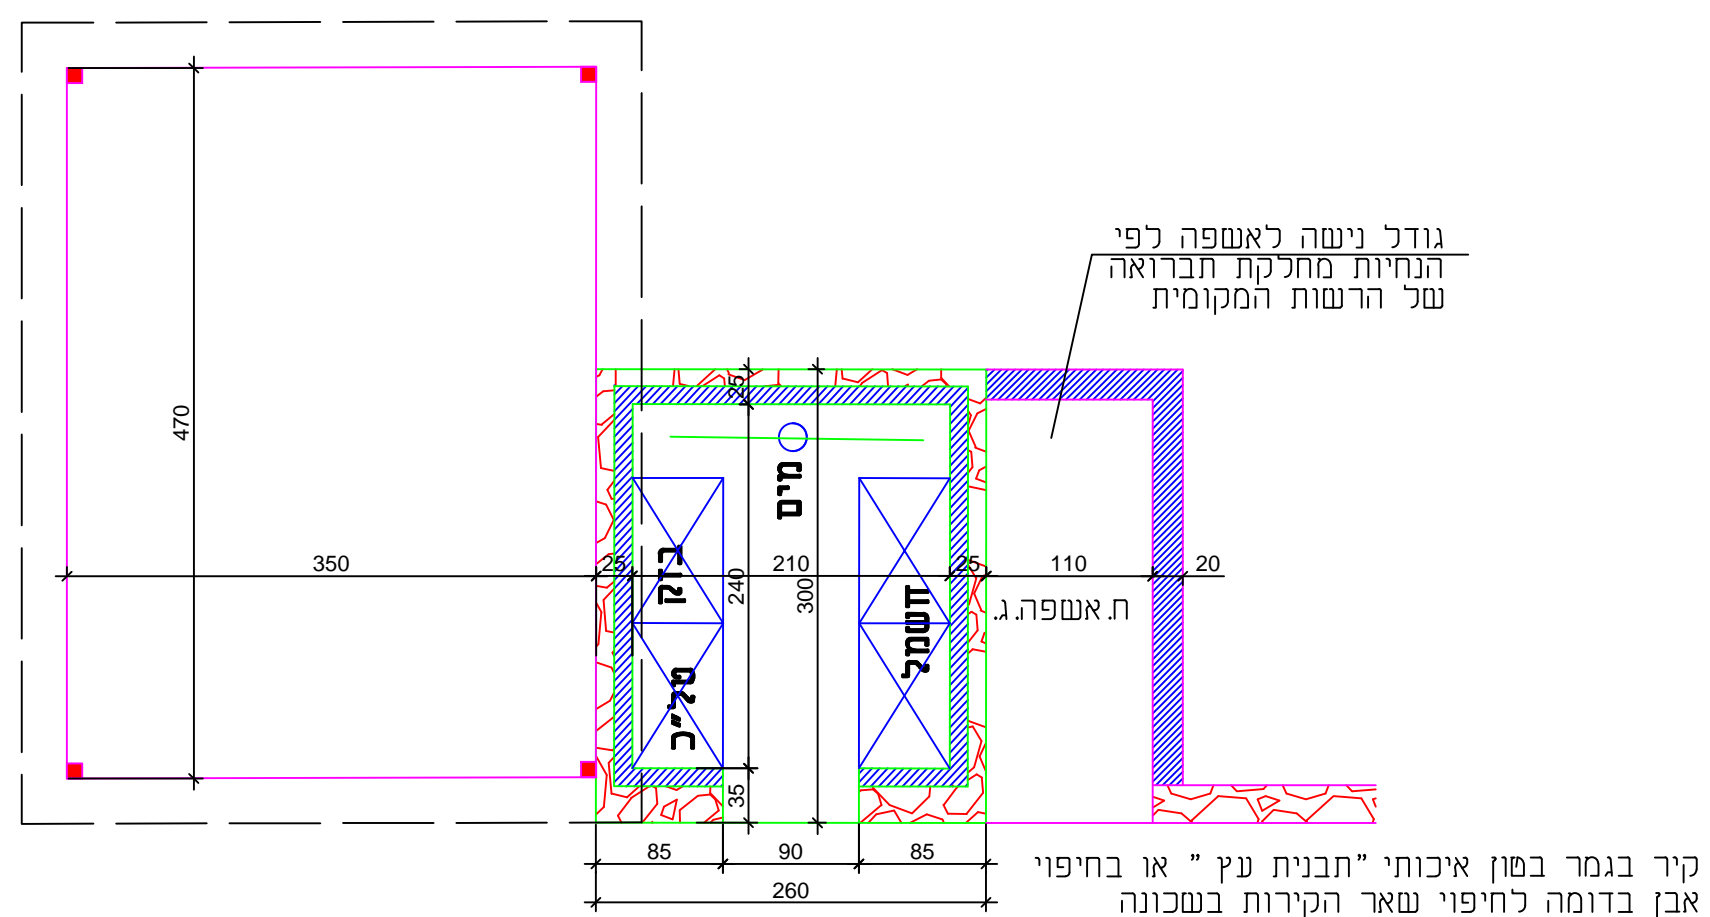 גודל נישה לאשפה לפי
הנחיות מחלקת תברואה
של הרשות המקומית
25
מים
470
350
25
בזק
210
240
300
25
110
20
ח.אשפה.ג.
חשמל
טל"כ
35
85
90
85
260
קיר בגמר בטון איכותי "תבנית עץ " או בחיפוי
אבן בדומה לחיפוי שאר הקירות בשכונה